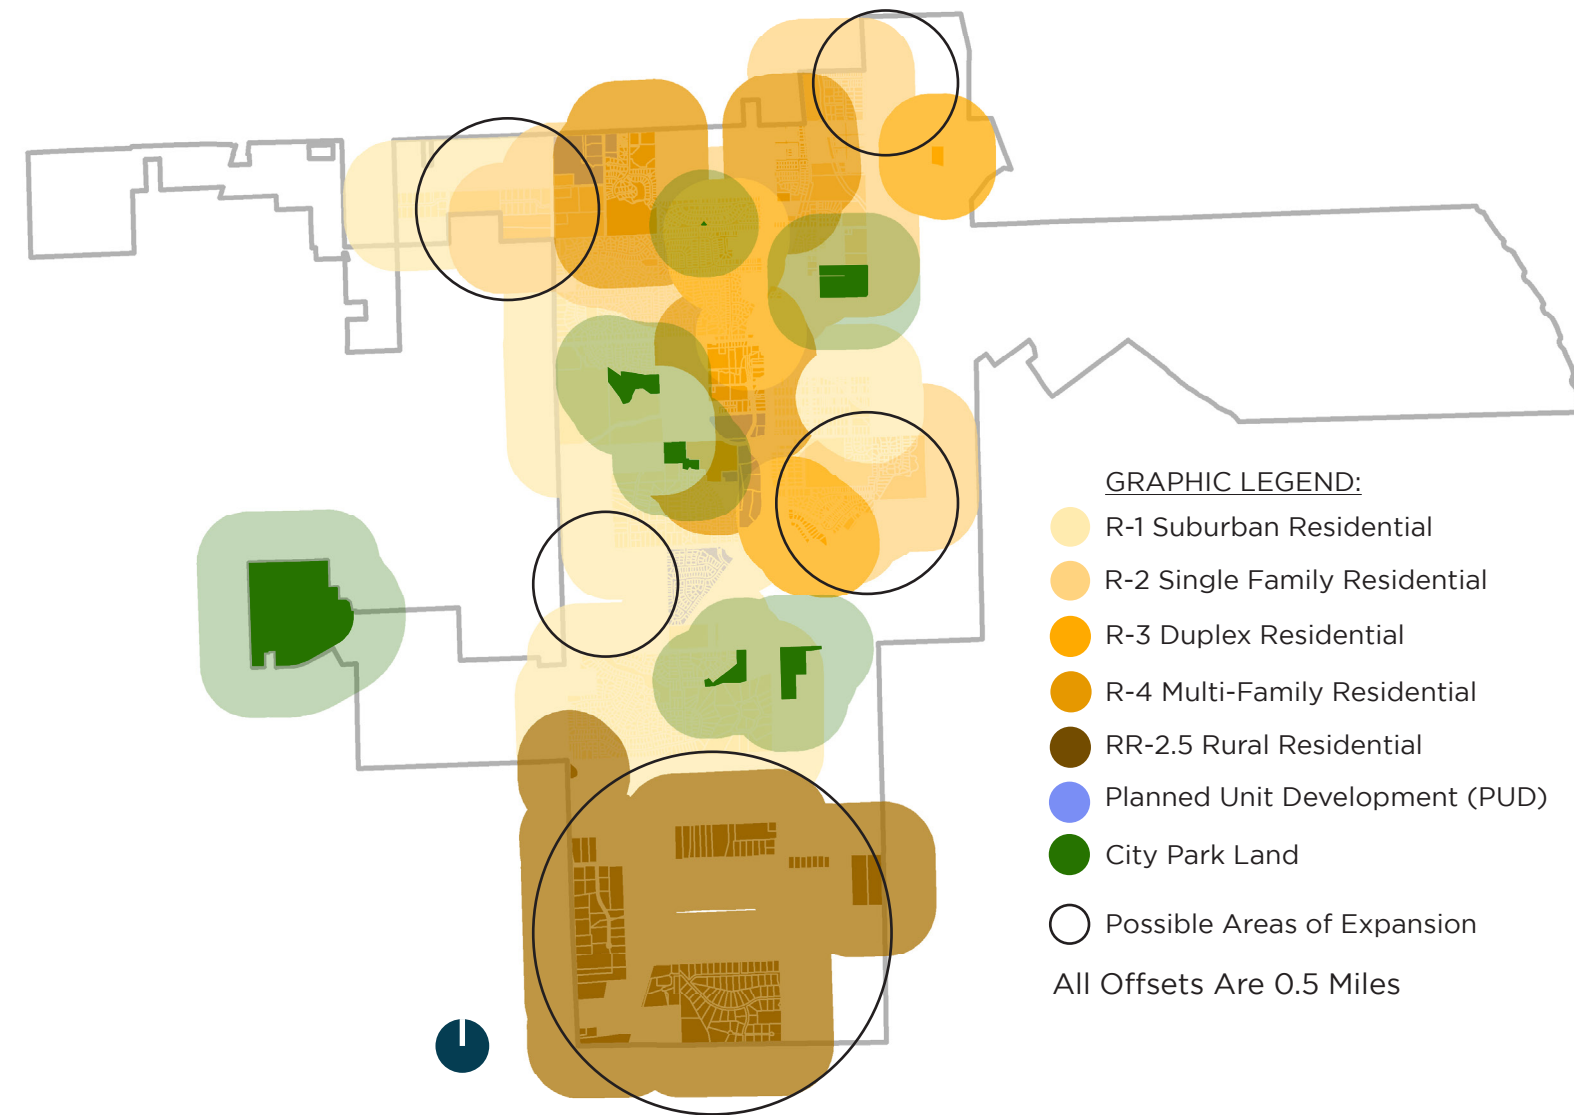 GRAPHIC LEGEND:
R-1 Suburban Residential
R-2 Single Family Residential
R-3 Duplex Residential
R-4 Multi-Family Residential
RR-2.5 Rural Residential
Planned Unit Development (PUD)
City Park Land
Possible Areas of Expansion
All Offsets Are 0.5 Miles